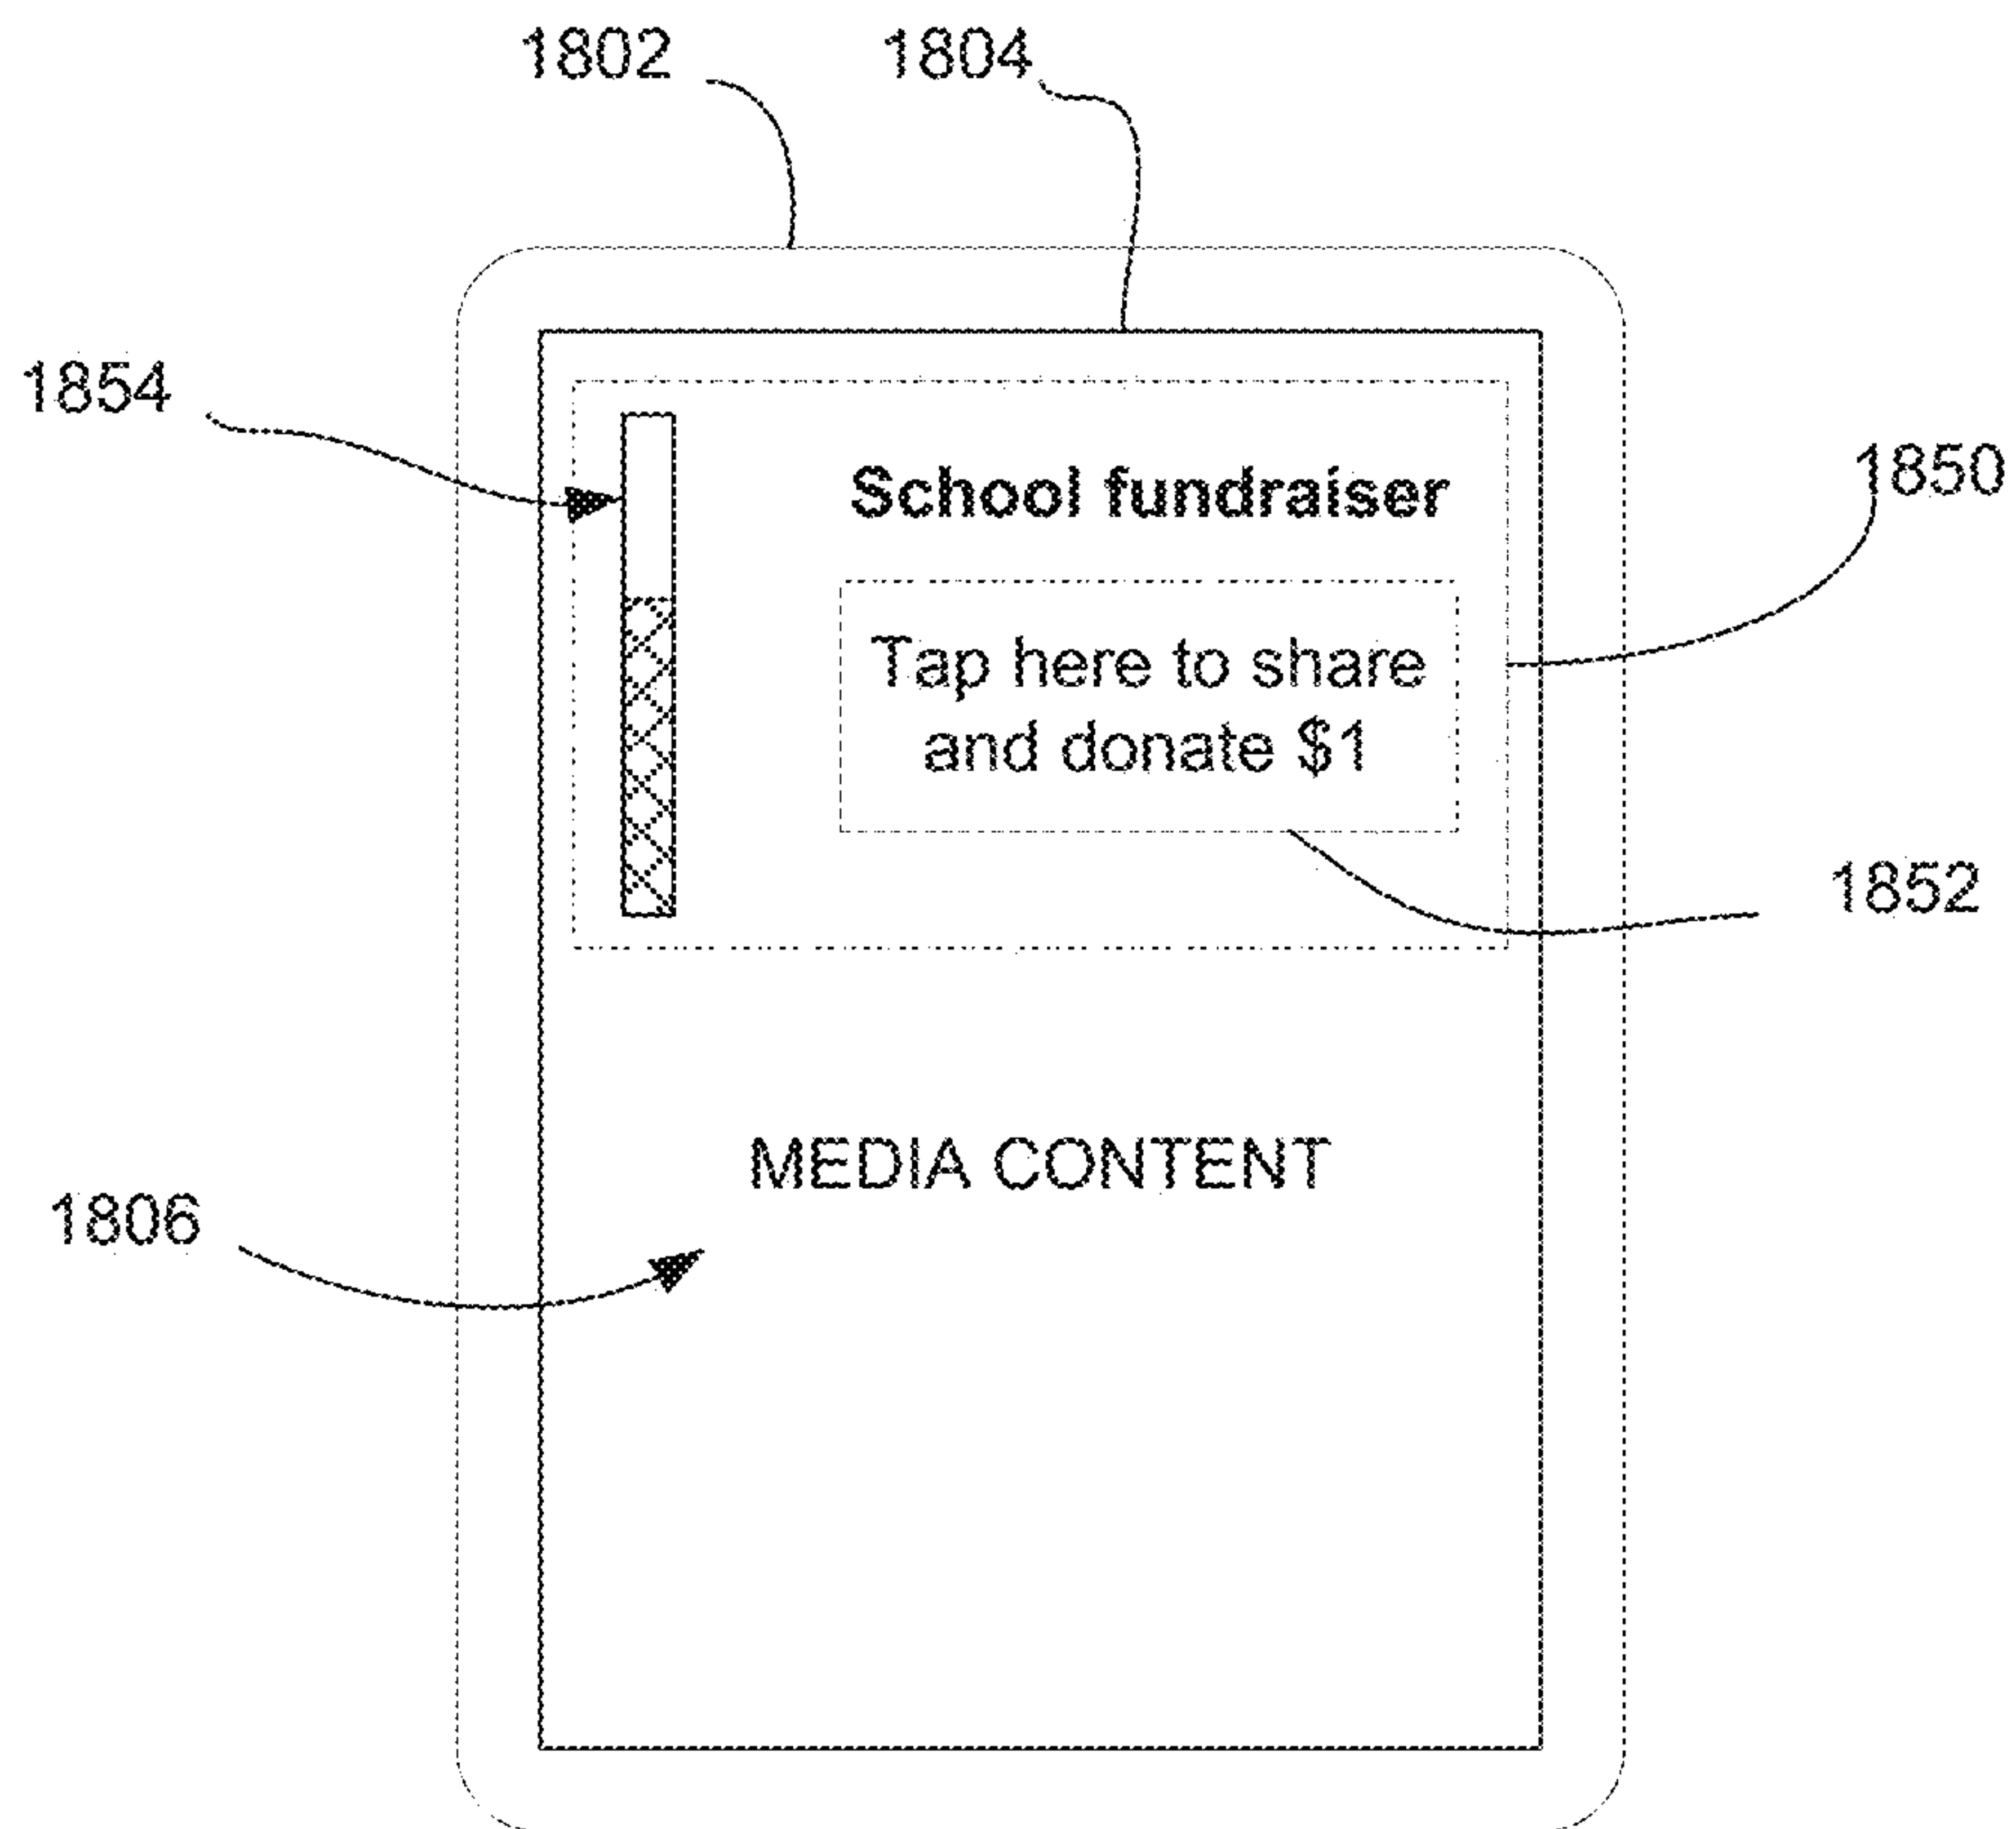 1802 1804
1854
School fundraiser
1850
Tap here to share
and donate $1
1852
MEDIA CONTENT
1806